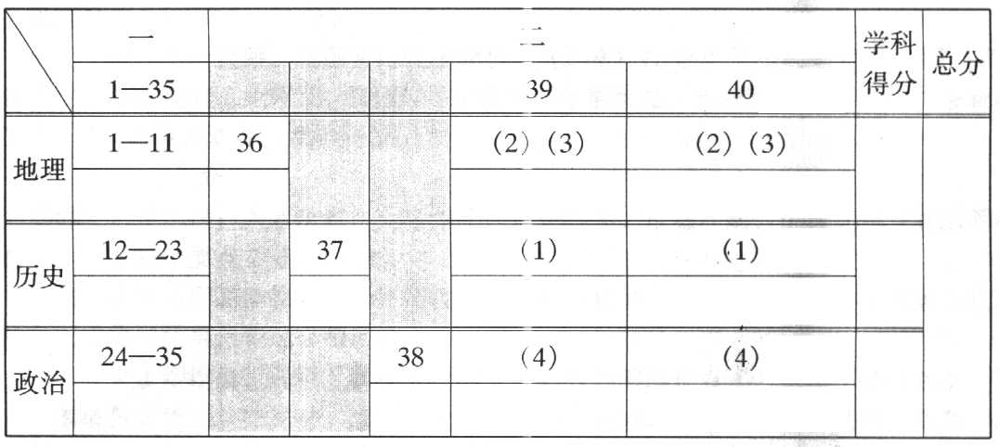 一 二 学科得分 总分
1—35 39 40
地理 1—11 36 (2) (3) (2) (3)
历史 12—23 37 (1) (1)
政治 24—35 38 (4) (4)